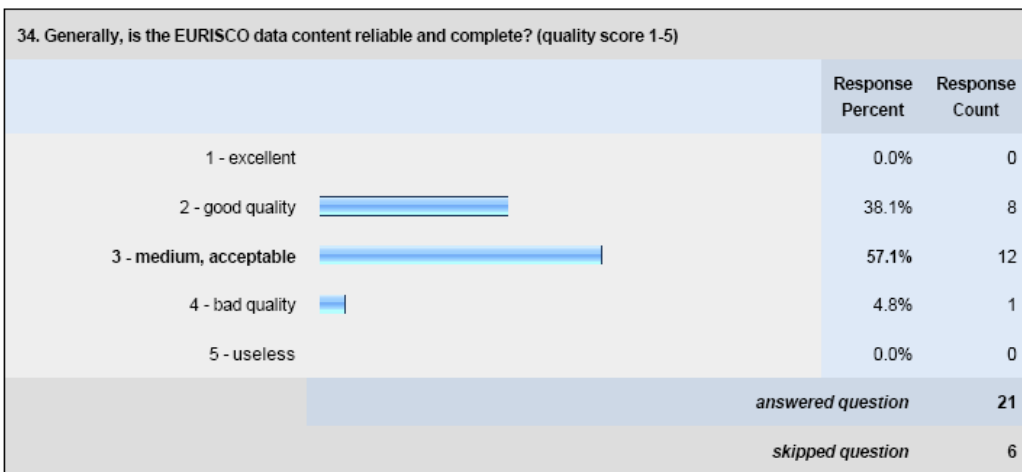 34. Generally, is the EURISCO data content reliable and complete? (quality score 1-5)
Response Percent Response Count
1 - excellent 0.0% 0
2 - good quality 38.1% 8
3 - medium, acceptable 57.1% 12
4 - bad quality 4.8% 1
5 - useless 0.0% 0
answered question 21
skipped question 6